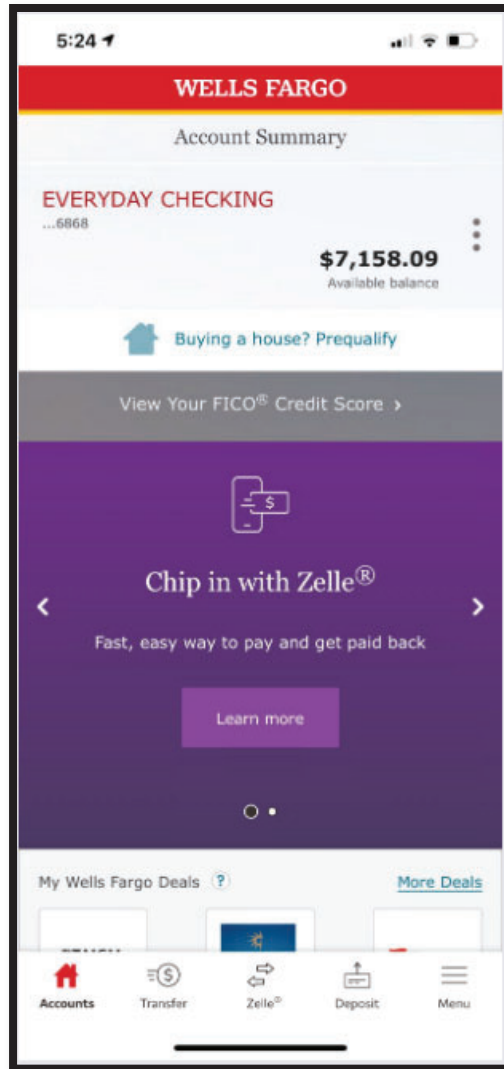 5:24
WELLS FARGO
Account Summary
EVERYDAY CHECKING
...6868
$7,158.09
Available balance
Buying a house? Prequalify
View Your FICO® Credit Score ›
$
Chip in with Zelle®
Fast, easy way to pay and get paid back
Learn more
My Wells Fargo Deals ?
More Deals
$
Accounts Transfer Zelle® Deposit Menu